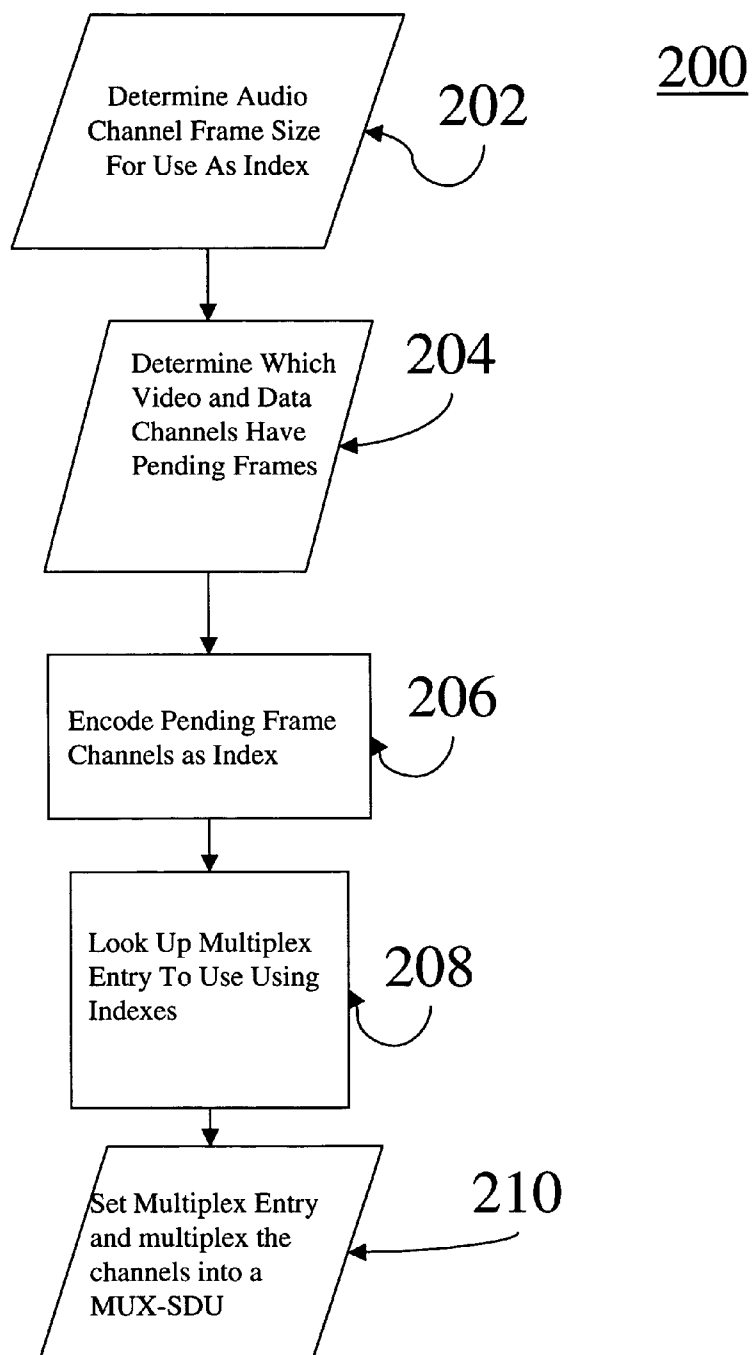 200
Determine Audio
Channel Frame Size
For Use As Index
202
Determine Which
Video and Data
Channels Have
Pending Frames
204
Encode Pending Frame
Channels as Index
206
Look Up Multiplex
Entry To Use Using
Indexes
208
Set Multiplex Entry
and multiplex the
channels into a
MUX-SDU
210